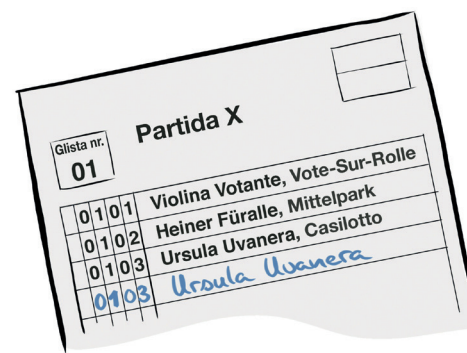 Partida X
Glista nr.
01
0101 Violina Votante, Vote-Sur-Rolle
0102 Heiner Füralle, Mittelpark
0103 Ursula Uvanera, Casilotto
0103 Ursula Uvanera